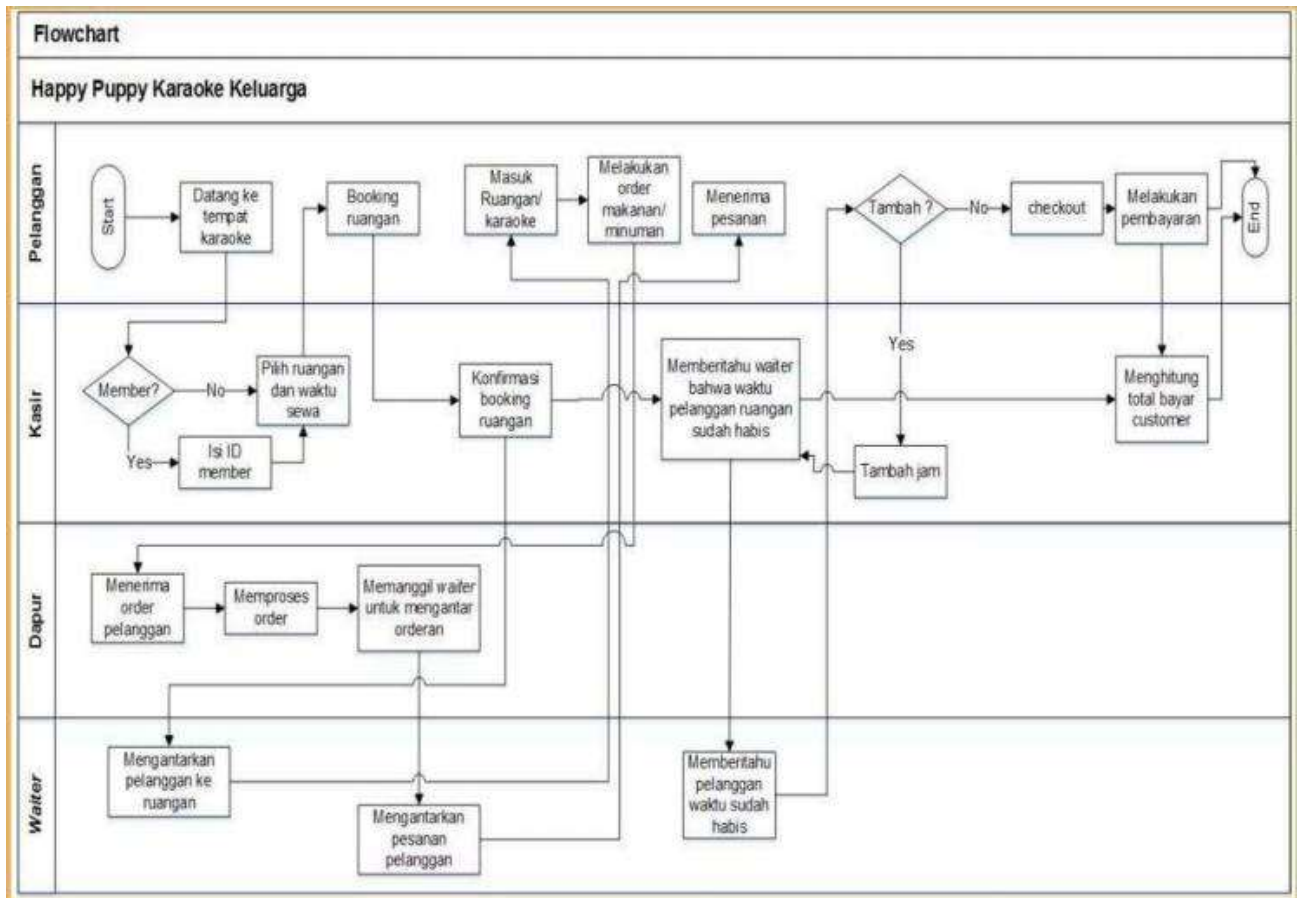 Flowchart
Happy Puppy Karaoke Keluarga
Pelanggan
Start
Datang ke
tempat
karaoke
Booking
ruangan
Masuk
Ruangan/
karaoke
Melakukan
order
makanan/
minuman
Menerima
pesanan
Tambah ?
No
checkout
Melakukan
pembayaran
End
Kasir
Member?
No
Yes
Isi ID
member
Pilih ruangan
dan waktu
sewa
Konfirmasi
booking
ruangan
Memberitahu waiter
bahwa waktu
pelanggan ruangan
sudah habis
Yes
Tambah jam
Menghitung
total bayar
customer
Dapur
Menerima
order
pelanggan
Memproses
order
Memanggil waiter
untuk mengantar
orderan
Waiter
Mengantarkan
pelanggan ke
ruangan
Mengantarkan
pesanan
pelanggan
Memberitahu
pelanggan
waktu sudah
habis